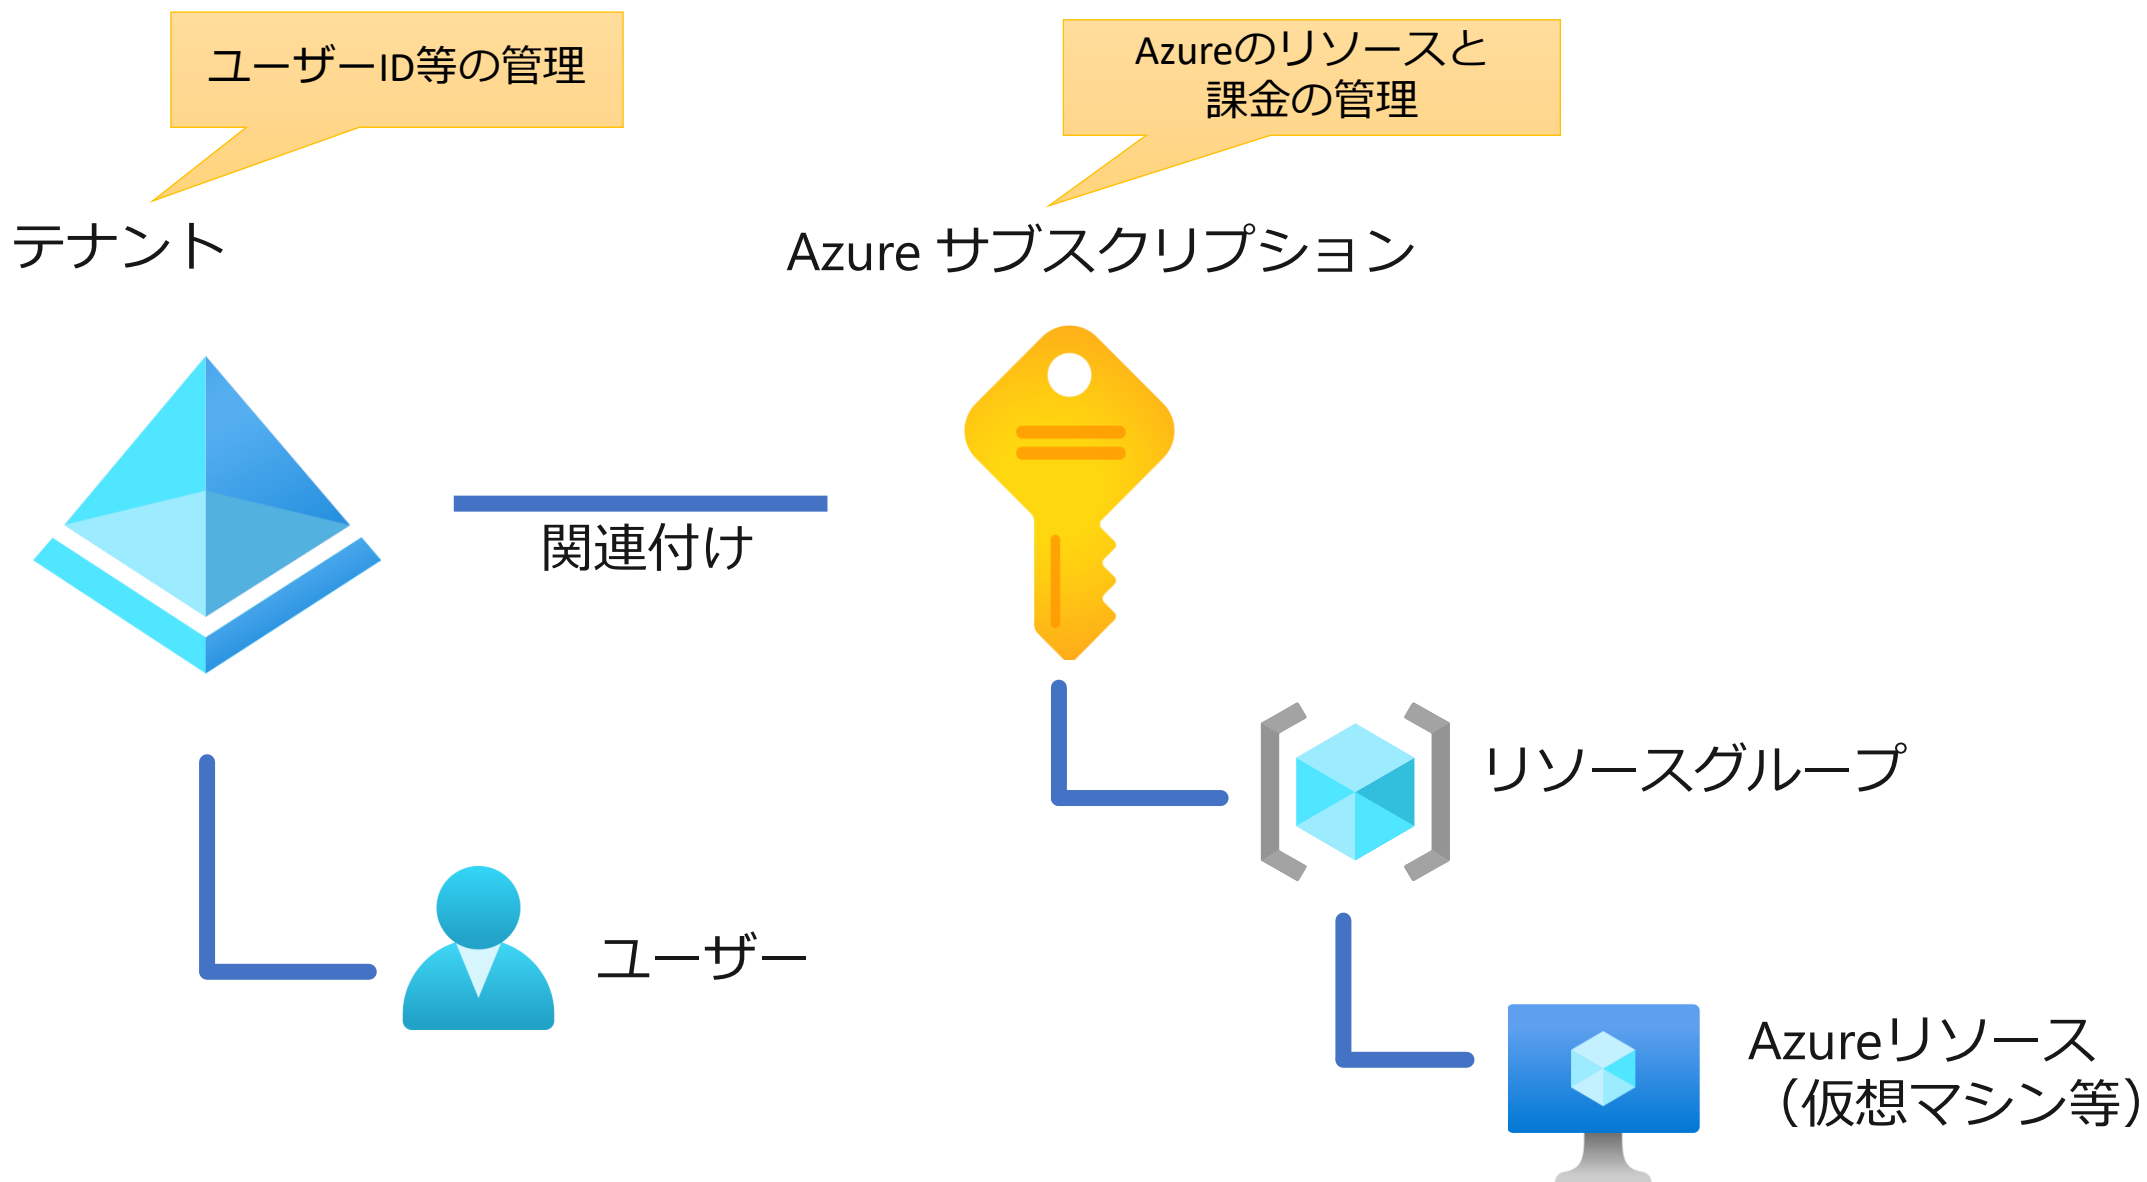 ユーザーID等の管理
Azureのリソースと
課金の管理
テナント
Azure サブスクリプション
関連付け
リソースグループ
ユーザー
Azureリソース
（仮想マシン等）